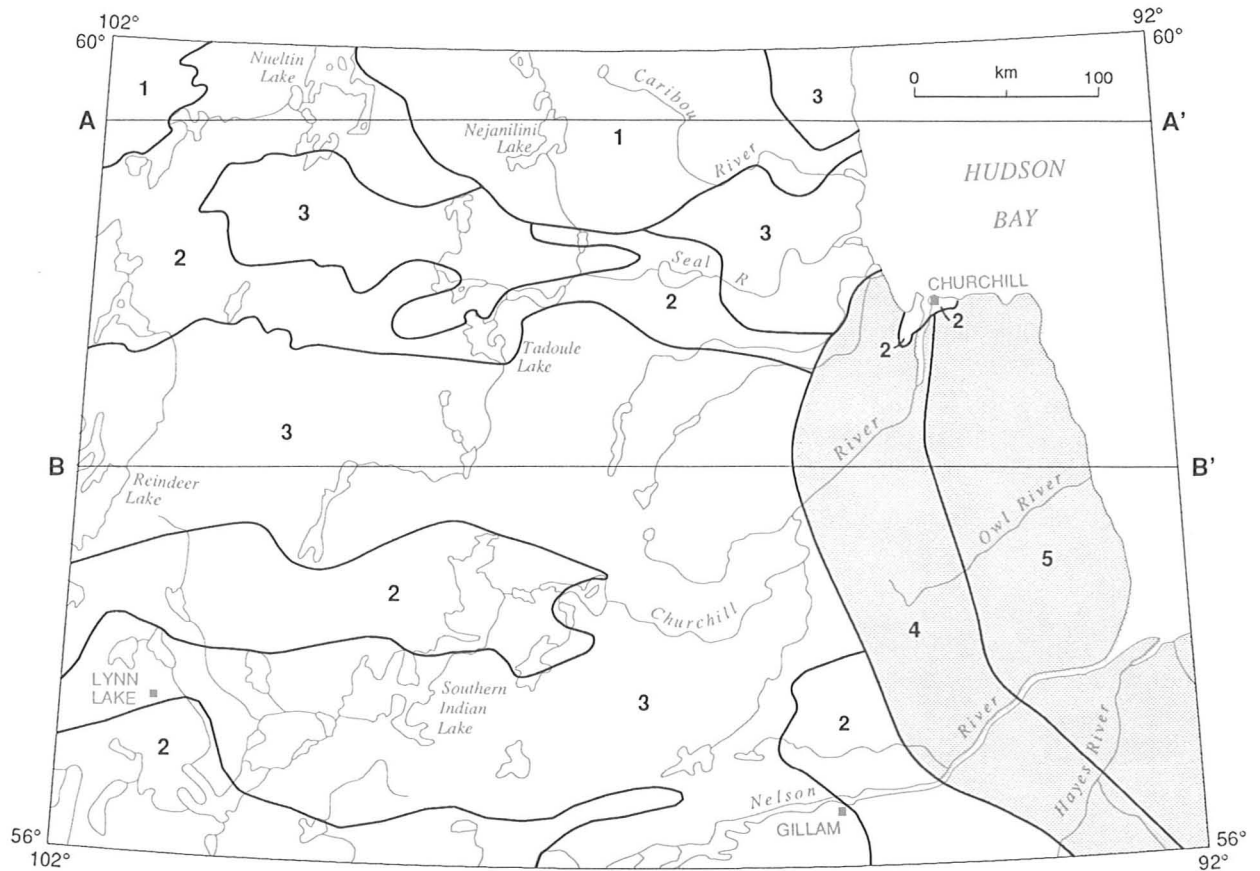 102°
92°
60°
60°
Nueltin
Lake
0 km 100
1
3
Caribou
A
A'
Nejanilini
Lake
1
River
HUDSON
BAY
3
3
2
Seal
R
CHURCHILL
2
2
2
Tadoule
Lake
3
River
B
B'
Reindeer
Lake
Owl River
5
2
Churchill
4
LYNN
LAKE
Southern
Indian
Lake
3
2
River
2
Hayes River
Nelson
GILLAM
56°
56°
102°
92°